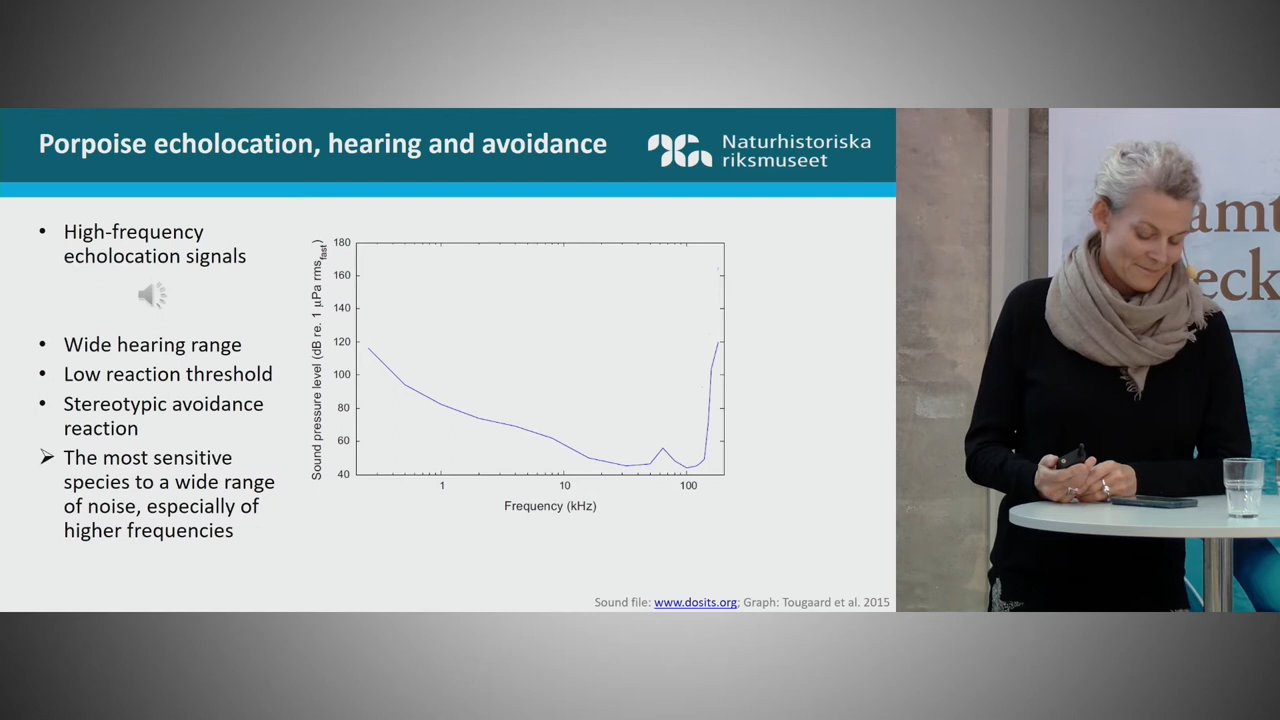 Porpoise echolocation, hearing and avoidance
Naturhistoriska
riksmuseet
• High-frequency
echolocation signals
• Wide hearing range
• Low reaction threshold
• Stereotypic avoidance
reaction
➢ The most sensitive
species to a wide range
of noise, especially of
higher frequencies
Sound pressure level (dB re. 1 µPa rms fast)
180
160
140
120
100
80
60
40
1
10
100
Frequency (kHz)
Sound file: www.dosits.org; Graph: Tougaard et al. 2015
amt
eck